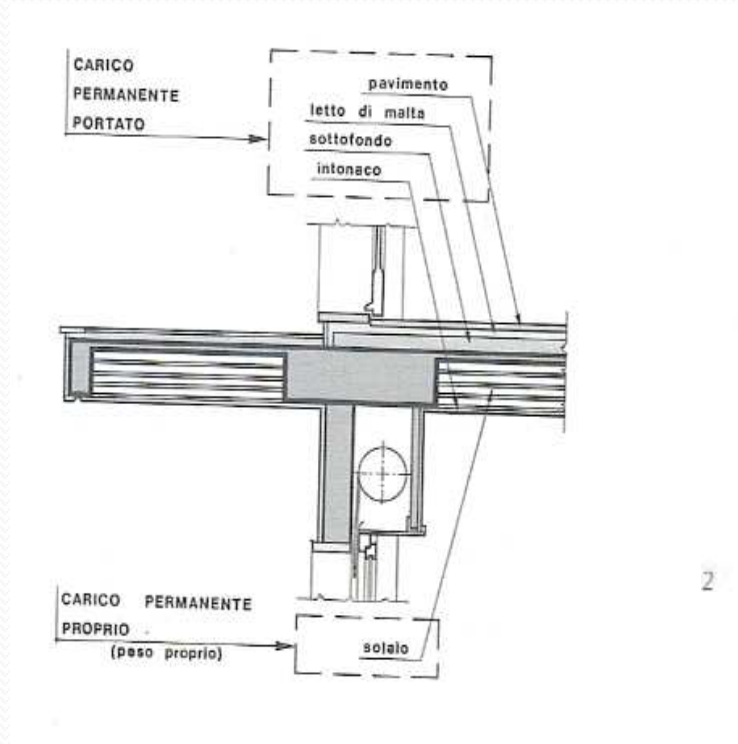 CARICO
PERMANENTE
PORTATO
pavimento
letto di malta
sottofondo
intonaco
2
CARICO PERMANENTE
PROPRIO
(peso proprio)
solaio